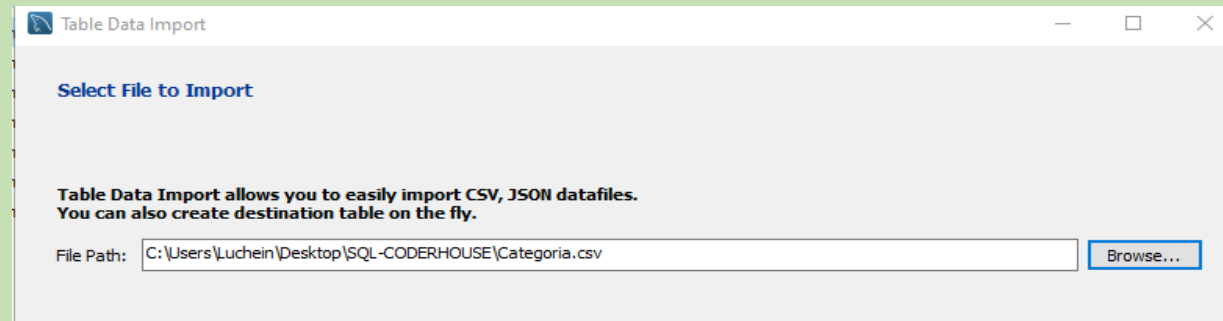 Table Data Import
Select File to Import
Table Data Import allows you to easily import CSV, JSON datafiles.
You can also create destination table on the fly.
File Path: C:\Users\Luchein\Desktop\SQL-CODERHOUSE\Categoria.csv Browse...